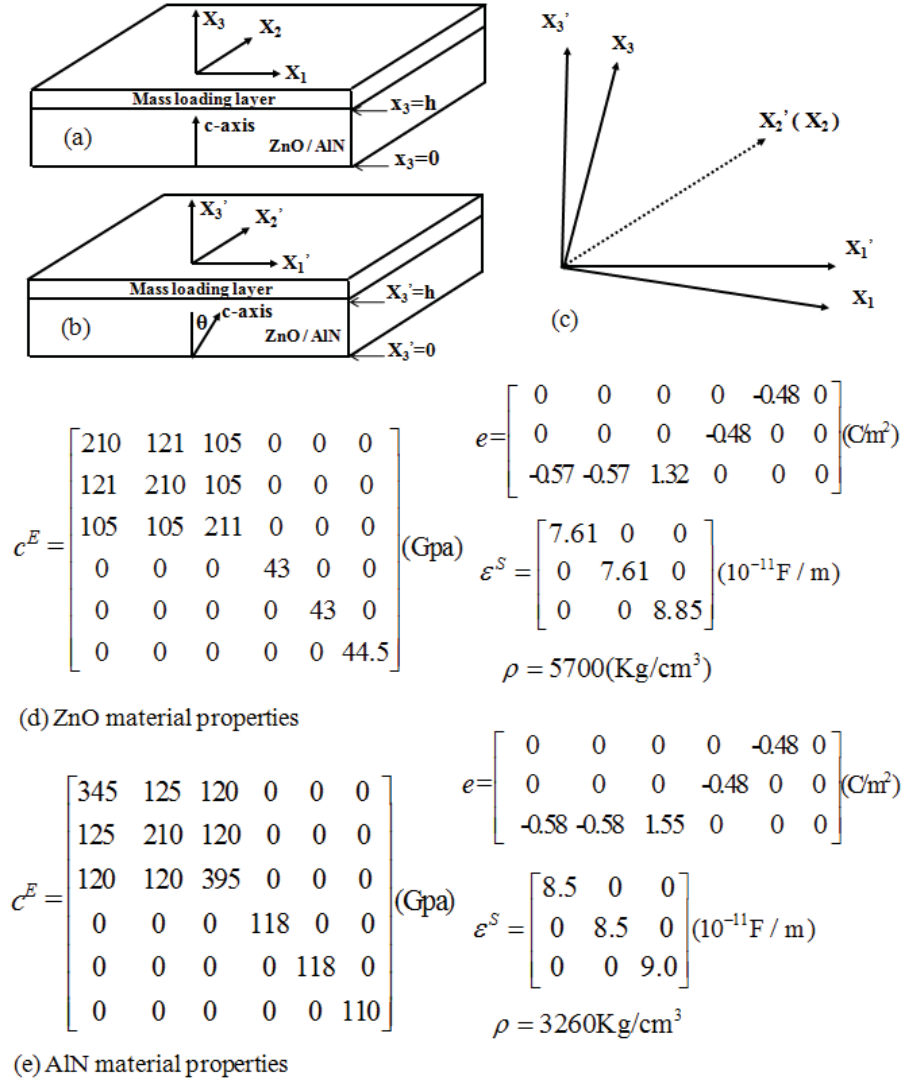 X3
X2
X1
Mass loading layer
x3=h
(a)
c-axis
ZnO / AlN
x3=0
X3'
X2'
X1'
Mass loading layer
X3'=h
(b)
θ
c-axis
ZnO / AlN
X3'=0
X3'
X3
X2' ( X2)
X1'
X1
(c)
c^E = [210 121 105 0 0 0
121 210 105 0 0 0
105 105 211 0 0 0
0 0 0 43 0 0
0 0 0 0 43 0
0 0 0 0 0 44.5] (Gpa)
e= [0 0 0 0 -0.48 0
0 0 0 -0.48 0 0
-0.57 -0.57 1.32 0 0 0] (C/m²)
ε^S = [7.61 0 0
0 7.61 0
0 0 8.85] (10⁻¹¹F / m)
ρ = 5700(Kg/cm³)
(d) ZnO material properties
c^E = [345 125 120 0 0 0
125 210 120 0 0 0
120 120 395 0 0 0
0 0 0 118 0 0
0 0 0 0 118 0
0 0 0 0 0 110] (Gpa)
e= [0 0 0 0 -0.48 0
0 0 0 -0.48 0 0
-0.58 -0.58 1.55 0 0 0] (C/m²)
ε^S = [8.5 0 0
0 8.5 0
0 0 9.0] (10⁻¹¹F / m)
ρ = 3260Kg/cm³
(e) AlN material properties